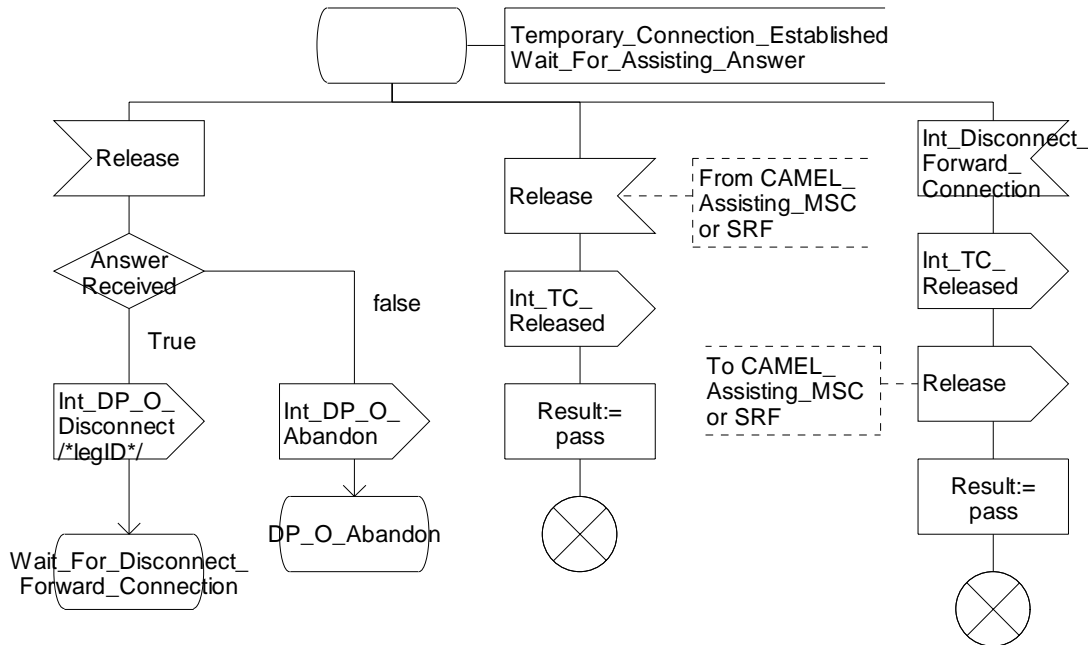 Temporary_Connection_Established
Wait_For_Assisting_Answer
Release
Answer
Received
True
false
Int_DP_O_
Disconnect
/*legID*/
Int_DP_O_
Abandon
Wait_For_Disconnect_
Forward_Connection
DP_O_Abandon
Release
From CAMEL_
Assisting_MSC
or SRF
Int_TC_
Released
Result:=
pass
Int_Disconnect_
Forward_
Connection
Int_TC_
Released
To CAMEL_
Assisting_MSC
or SRF
Release
Result:=
pass